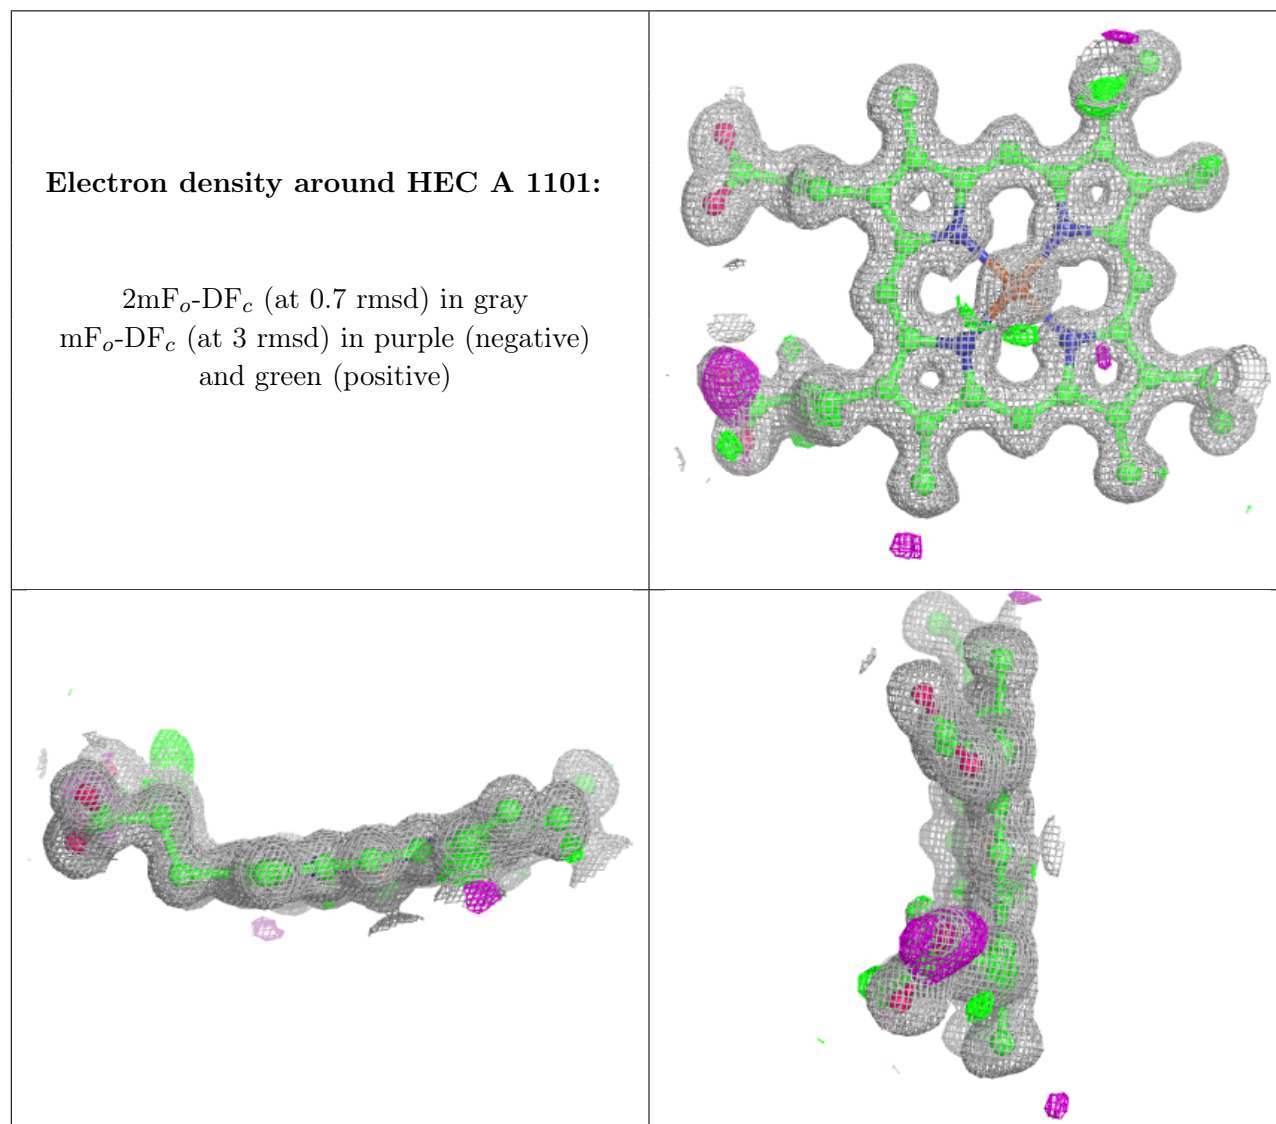 Electron density around HEC A 1101:
2mFo-DFc (at 0.7 rmsd) in gray
mFo-DFc (at 3 rmsd) in purple (negative)
and green (positive)